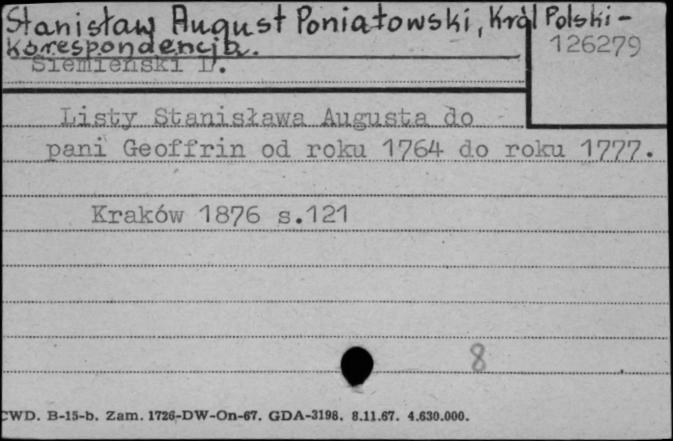 Stanisław August Poniatowski, Król Polski -
korespondencja.
126279
Siemieński L.
Listy Stanisława Augusta do
pani Geoffrin od roku 1764 do roku 1777.
Kraków 1876 s.121
8
CWD. B-15-b. Zam. 1726-DW-On-67. GDA-3198. 8.11.67. 4.630.000.